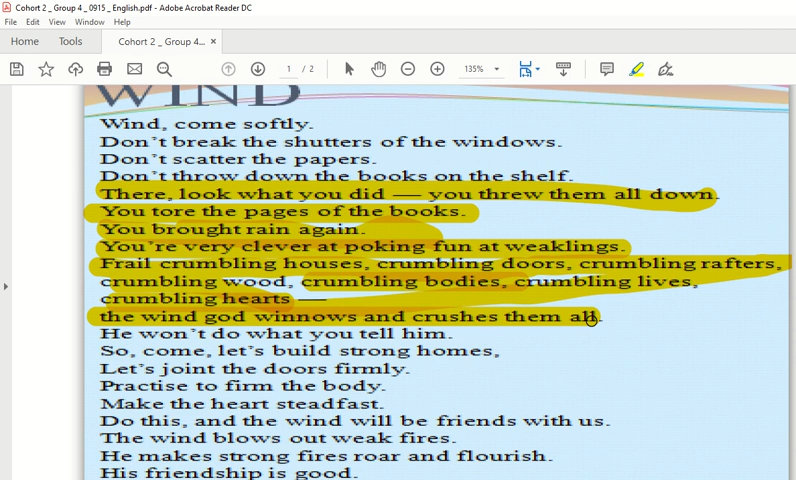 Cohort 2 _ Group 4 _ 0915 _ English.pdf - Adobe Acrobat Reader DC
File Edit View Window Help
Home Tools Cohort 2 _ Group 4... ×
1 / 2 135%
WIND
Wind, come softly.
Don't break the shutters of the windows.
Don't scatter the papers.
Don't throw down the books on the shelf.
There, look what you did — you threw them all down.
You tore the pages of the books.
You brought rain again.
You're very clever at poking fun at weaklings.
Frail crumbling houses, crumbling doors, crumbling rafters,
crumbling wood, crumbling bodies, crumbling lives,
crumbling hearts —
the wind god winnows and crushes them all.
He won't do what you tell him.
So, come, let's build strong homes,
Let's joint the doors firmly.
Practise to firm the body.
Make the heart steadfast.
Do this, and the wind will be friends with us.
The wind blows out weak fires.
He makes strong fires roar and flourish.
His friendship is good.